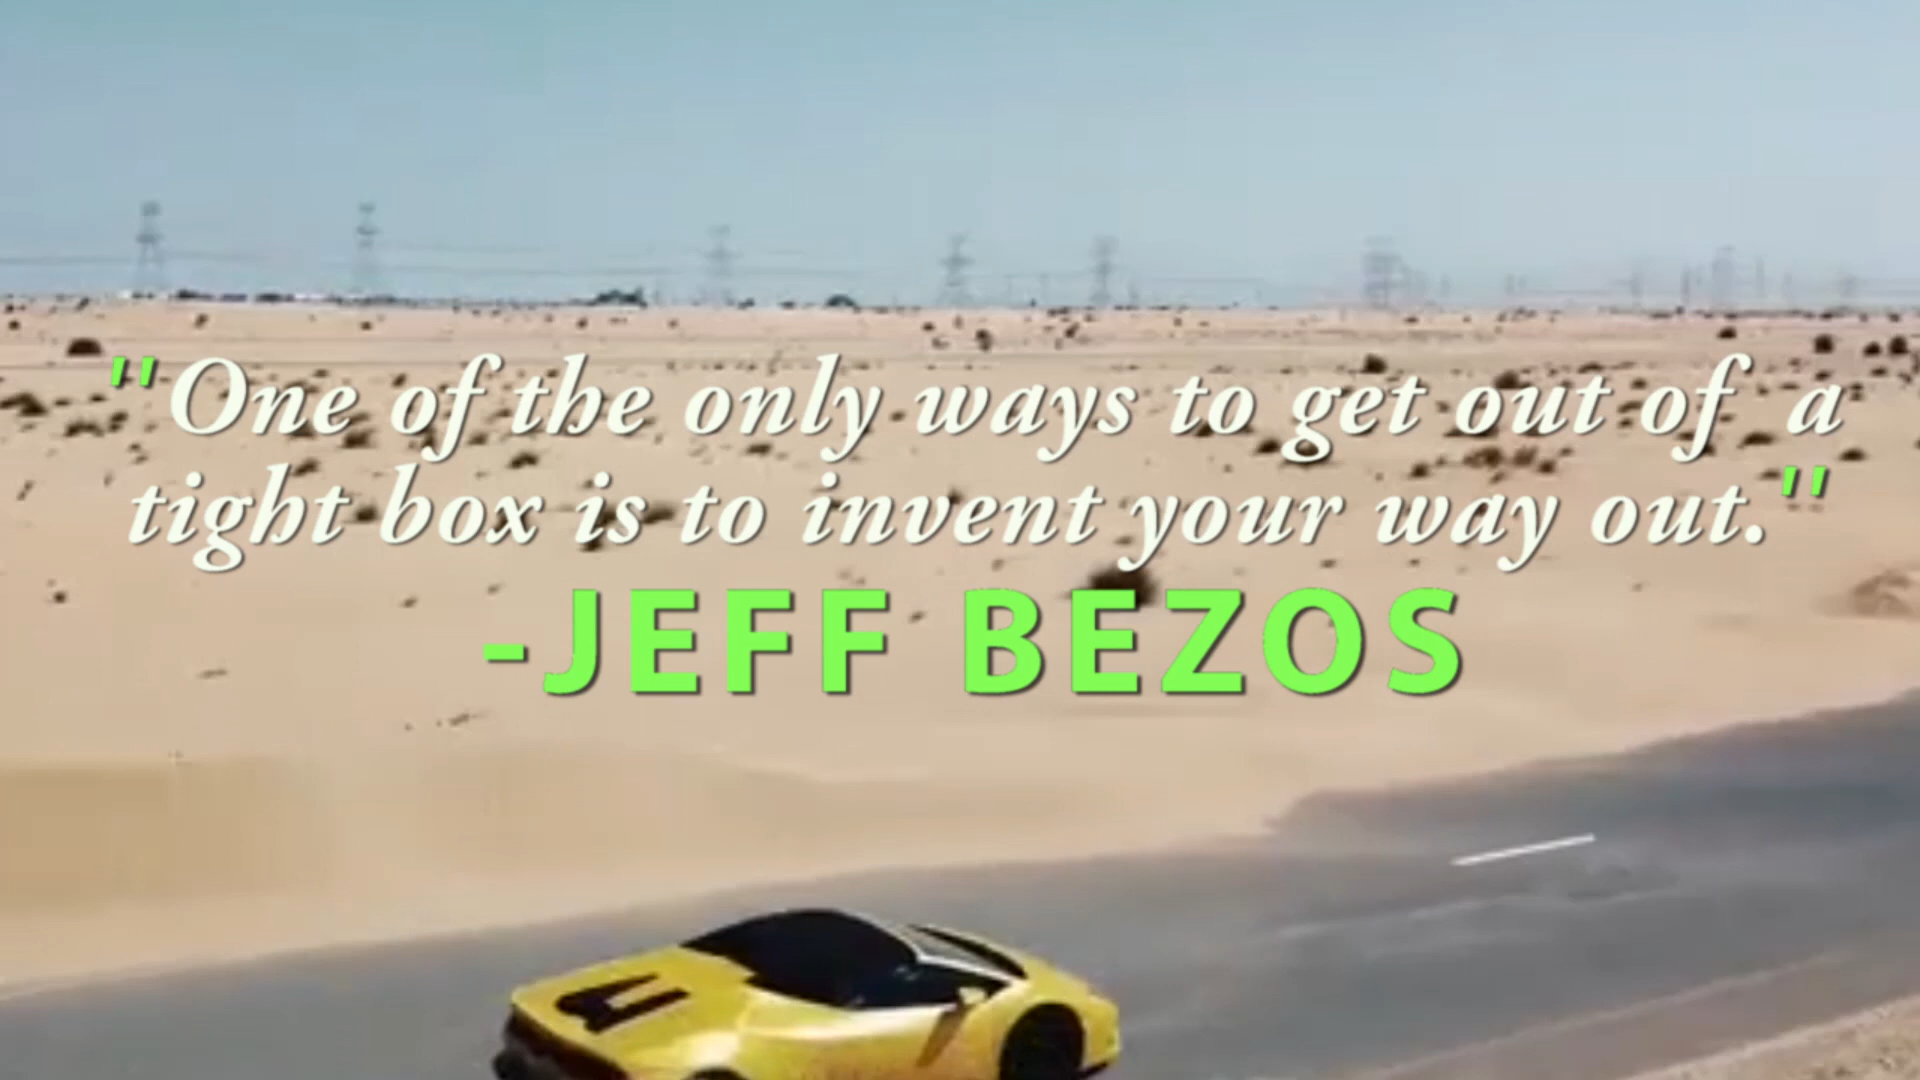 "One of the only ways to get out of a
tight box is to invent your way out."
-JEFF BEZOS